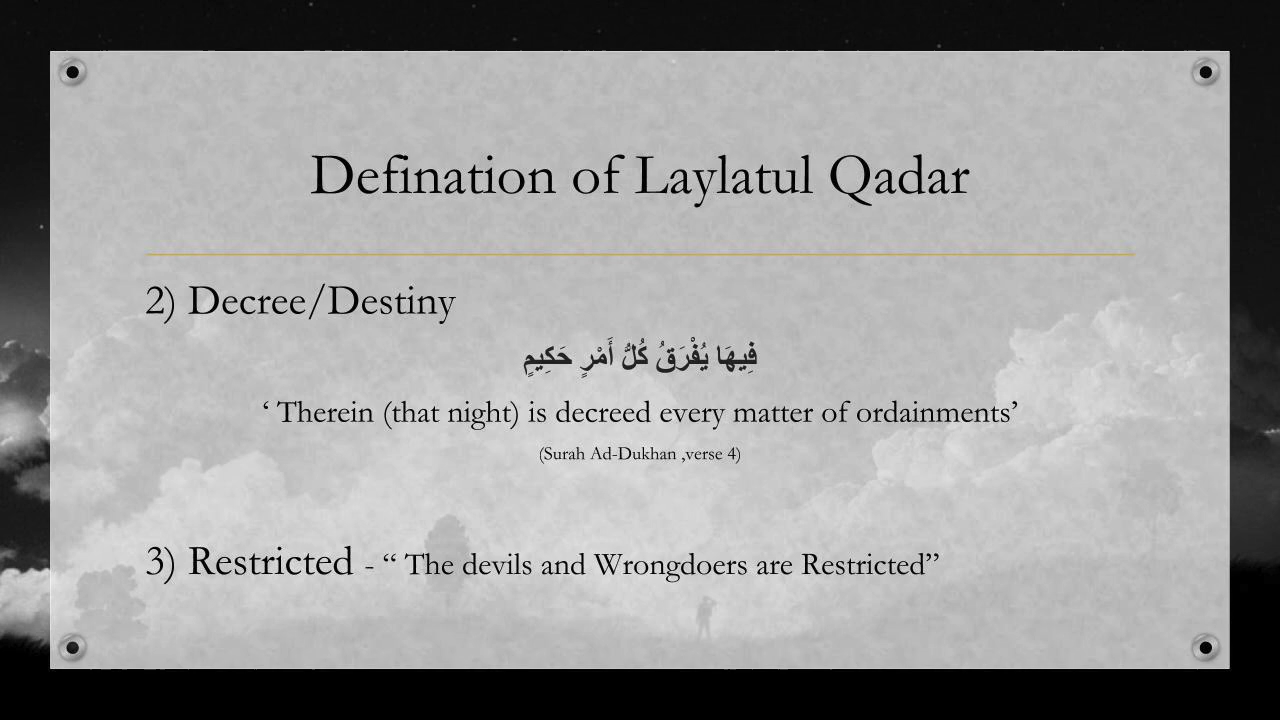 Defination of Laylatul Qadar
2) Decree/Destiny
فِيهَا يُفْرَقُ كُلُّ أَمْرٍ حَكِيمٍ
‘ Therein (that night) is decreed every matter of ordainments’
(Surah Ad-Dukhan ,verse 4)
3) Restricted - “ The devils and Wrongdoers are Restricted”